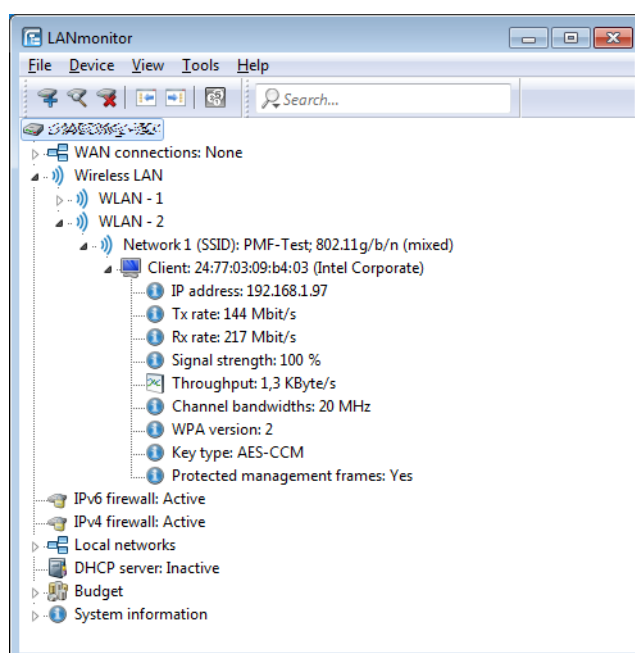 LANmonitor
File Device View Tools Help
Search...
WAN connections: None
Wireless LAN
WLAN - 1
WLAN - 2
Network 1 (SSID): PMF-Test; 802.11g/b/n (mixed)
Client: 24:77:03:09:b4:03 (Intel Corporate)
IP address: 192.168.1.97
Tx rate: 144 Mbit/s
Rx rate: 217 Mbit/s
Signal strength: 100 %
Throughput: 1,3 KByte/s
Channel bandwidths: 20 MHz
WPA version: 2
Key type: AES-CCM
Protected management frames: Yes
IPv6 firewall: Active
IPv4 firewall: Active
Local networks
DHCP server: Inactive
Budget
System information